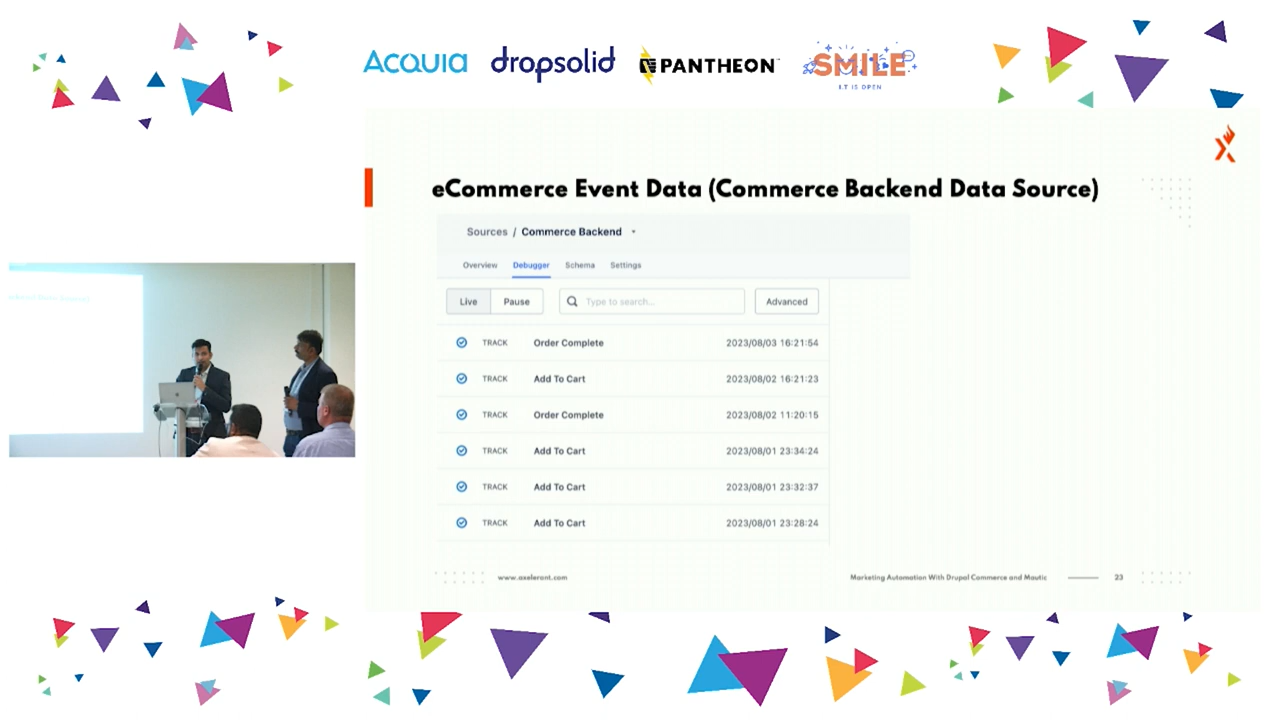 ACQUIA dropsolid PANTHEON SMILE
I.T IS OPEN
eCommerce Event Data (Commerce Backend Data Source)
Sources / Commerce Backend
Overview Debugger Schema Settings
Live Pause Type to search... Advanced
TRACK Order Complete 2023/08/03 16:21:54
TRACK Add To Cart 2023/08/02 16:21:23
TRACK Order Complete 2023/08/02 11:20:15
TRACK Add To Cart 2023/08/01 23:34:24
TRACK Add To Cart 2023/08/01 23:32:37
TRACK Add To Cart 2023/08/01 23:28:24
www.axelerant.com Marketing Automation With Drupal Commerce and Mautic 23